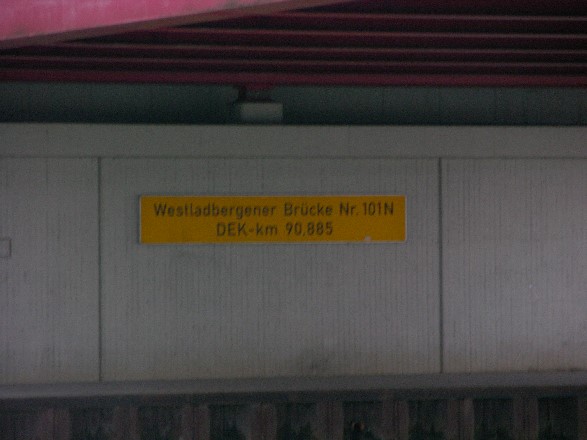 Westladbergener Brücke Nr. 101N
DEK-km 90,885